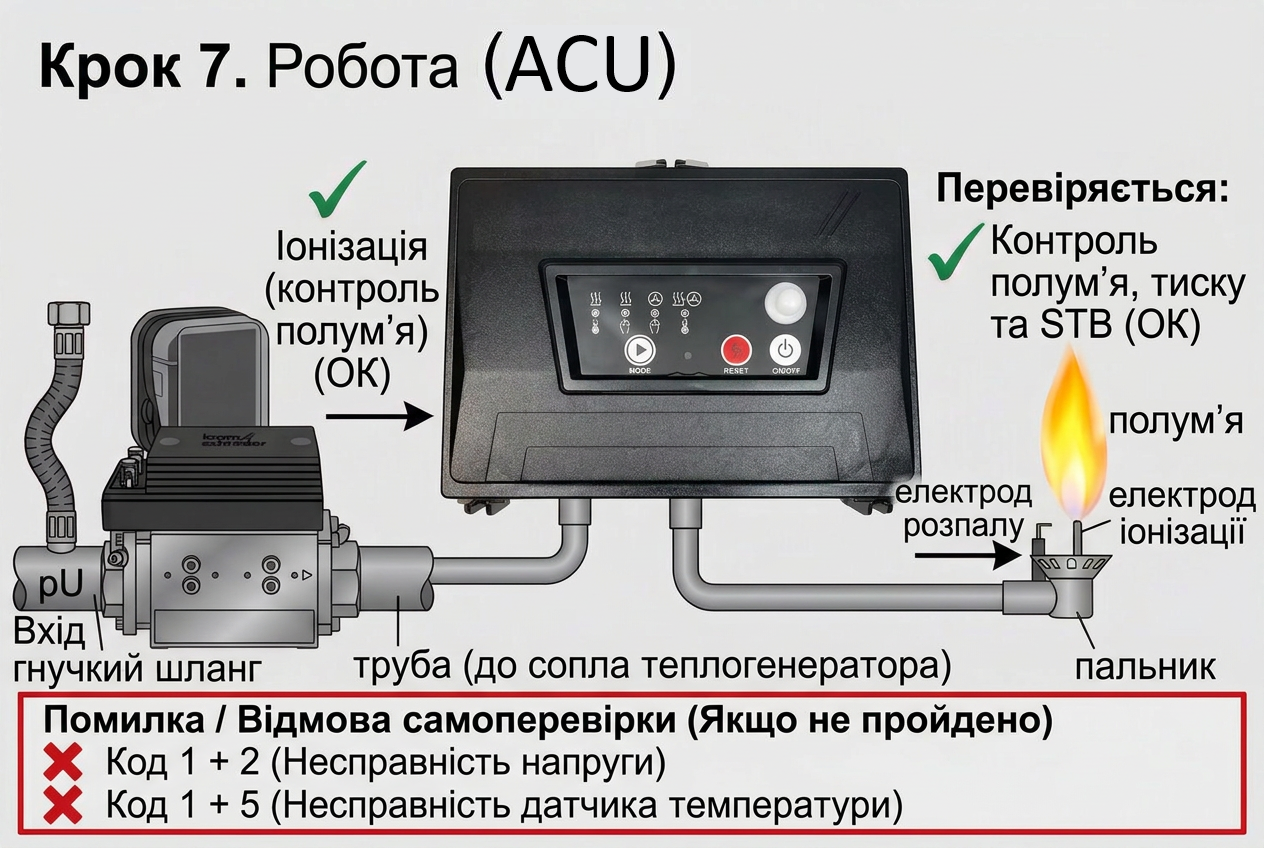 Крок 7. Робота (ACU)
Іонізація
(контроль
полум’я)
(ОК)
Перевіряється:
Контроль
полум’я, тиску
та STB (ОК)
полум’я
MODE
RESET
ON/OFF
електрод
розпалу
електрод
іонізації
pU
Вхід
гнучкий шланг
труба (до сопла теплогенератора)
пальник
Помилка / Відмова самоперевірки (Якщо не пройдено)
Код 1 + 2 (Несправність напруги)
Код 1 + 5 (Несправність датчика температури)